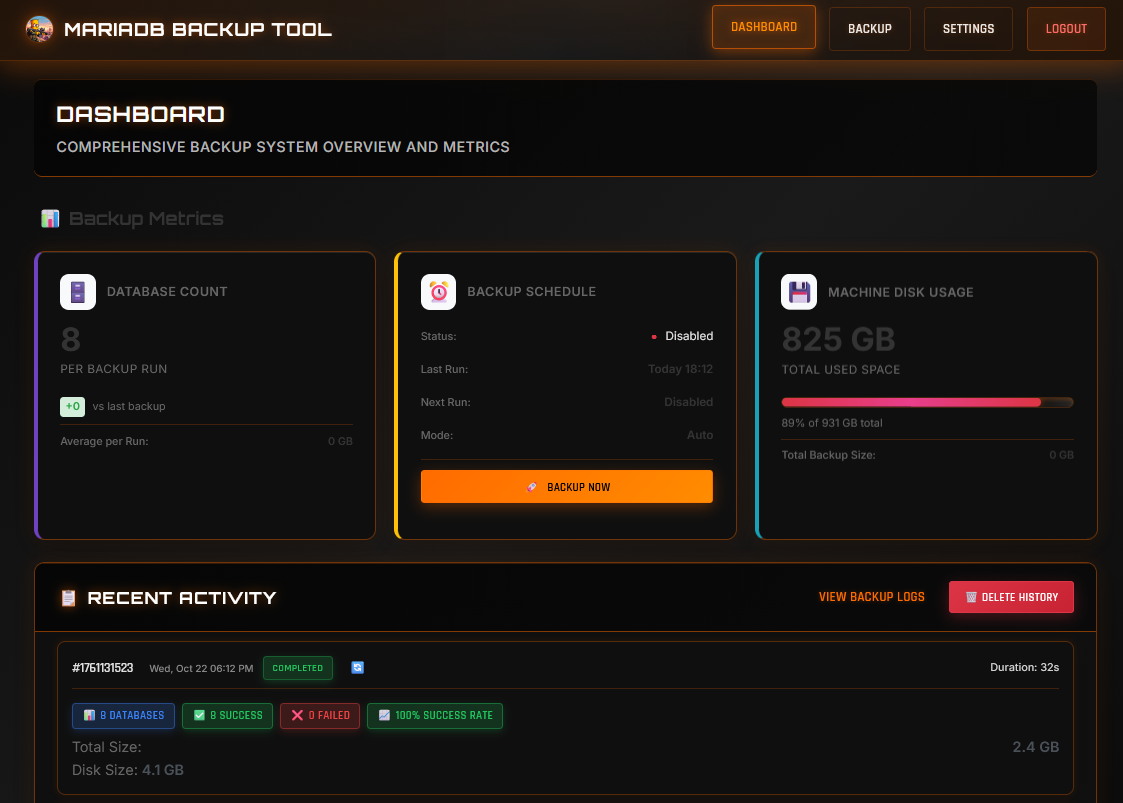 MARIADB BACKUP TOOL
DASHBOARD
BACKUP
SETTINGS
LOGOUT
DASHBOARD
COMPREHENSIVE BACKUP SYSTEM OVERVIEW AND METRICS
Backup Metrics
DATABASE COUNT
8
PER BACKUP RUN
+0 vs last backup
Average per Run: 0 GB
BACKUP SCHEDULE
Status: Disabled
Last Run: Today 18:12
Next Run: Disabled
Mode: Auto
BACKUP NOW
MACHINE DISK USAGE
825 GB
TOTAL USED SPACE
89% of 931 GB total
Total Backup Size: 0 GB
RECENT ACTIVITY
VIEW BACKUP LOGS
DELETE HISTORY
#1761131523 Wed, Oct 22 06:12 PM COMPLETED Duration: 32s
8 DATABASES 8 SUCCESS 0 FAILED 100% SUCCESS RATE
Total Size: 2.4 GB
Disk Size: 4.1 GB